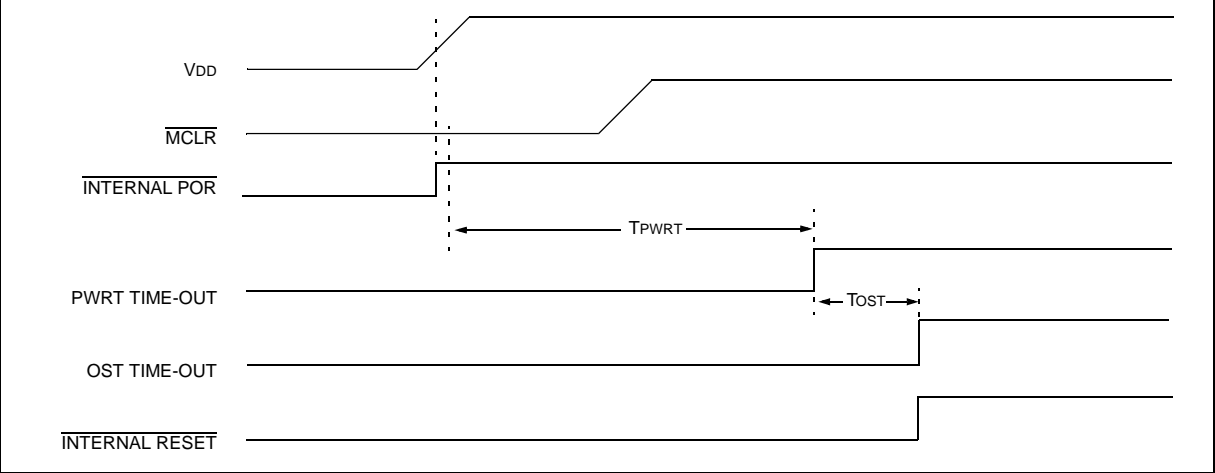 VDD
MCLR
INTERNAL POR
TPWRT
PWRT TIME-OUT
TOST
OST TIME-OUT
INTERNAL RESET